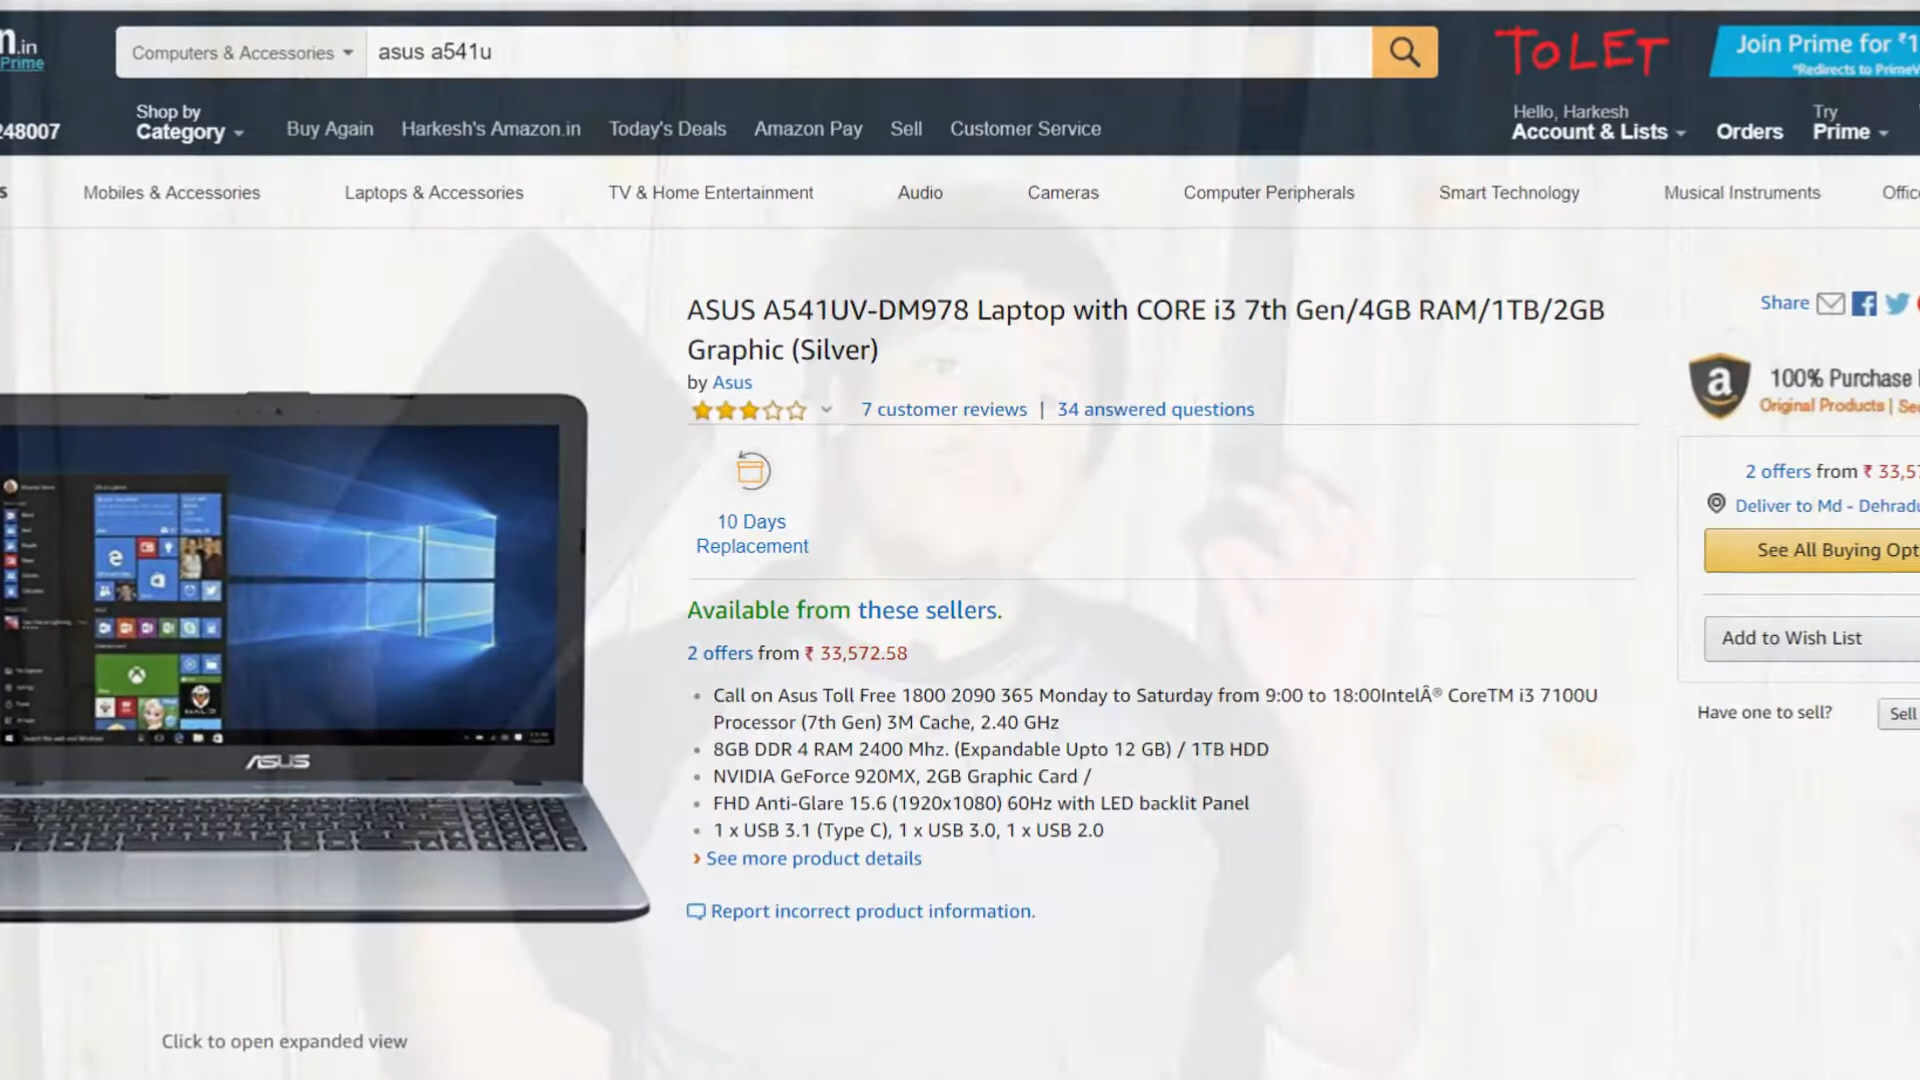 n.in
Prime
Computers & Accessories
asus a541u
TOLET
Join Prime for ₹1
*Redirects to PrimeV
248007
Shop by
Category
Buy Again
Harkesh's Amazon.in
Today's Deals
Amazon Pay
Sell
Customer Service
Hello, Harkesh
Account & Lists
Orders
Try
Prime
s
Mobiles & Accessories
Laptops & Accessories
TV & Home Entertainment
Audio
Cameras
Computer Peripherals
Smart Technology
Musical Instruments
Offic
ASUS A541UV-DM978 Laptop with CORE i3 7th Gen/4GB RAM/1TB/2GB
Graphic (Silver)
by Asus
7 customer reviews | 34 answered questions
10 Days
Replacement
Available from these sellers.
2 offers from ₹ 33,572.58
• Call on Asus Toll Free 1800 2090 365 Monday to Saturday from 9:00 to 18:00IntelÂ® CoreTM i3 7100U
Processor (7th Gen) 3M Cache, 2.40 GHz
• 8GB DDR 4 RAM 2400 Mhz. (Expandable Upto 12 GB) / 1TB HDD
• NVIDIA GeForce 920MX, 2GB Graphic Card /
• FHD Anti-Glare 15.6 (1920x1080) 60Hz with LED backlit Panel
• 1 x USB 3.1 (Type C), 1 x USB 3.0, 1 x USB 2.0
› See more product details
Report incorrect product information.
Share
100% Purchase
Original Products | Se
2 offers from ₹ 33,57
Deliver to Md - Dehradu
See All Buying Opt
Add to Wish List
Have one to sell?
Sell
ASUS
Click to open expanded view